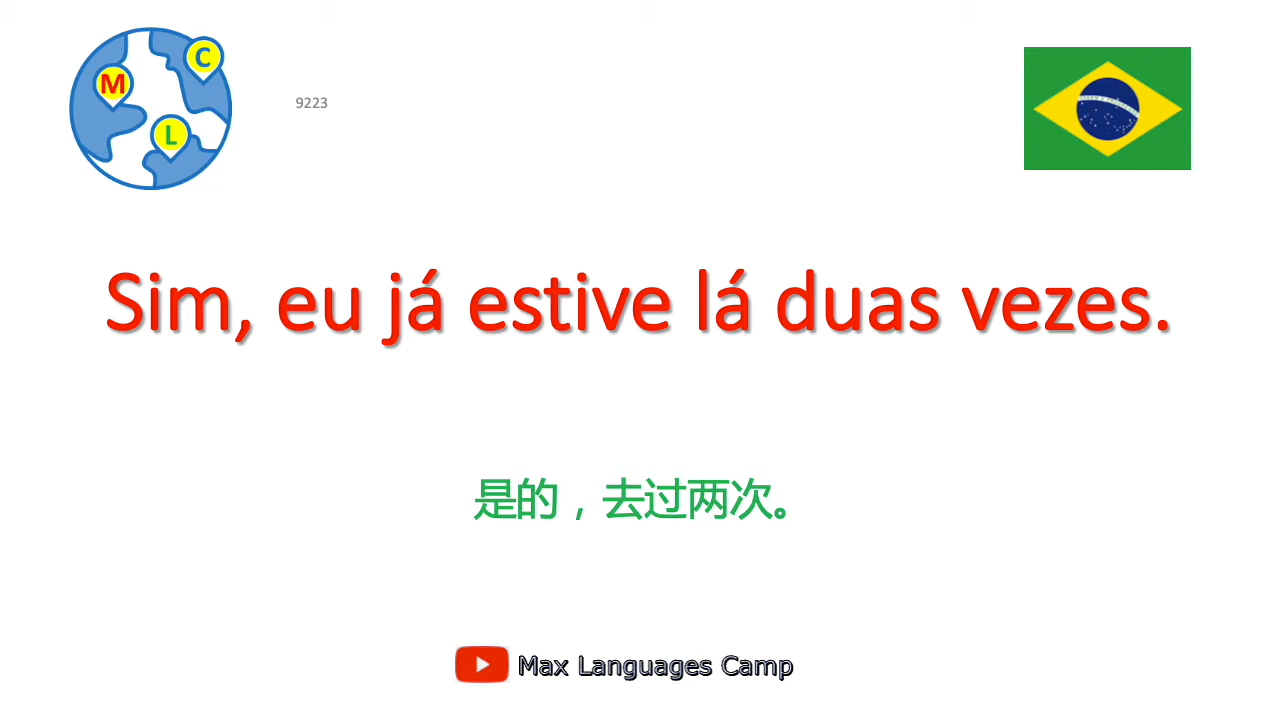 M
C
L
9223
Sim, eu já estive lá duas vezes.
是的，去过两次。
Max Languages Camp